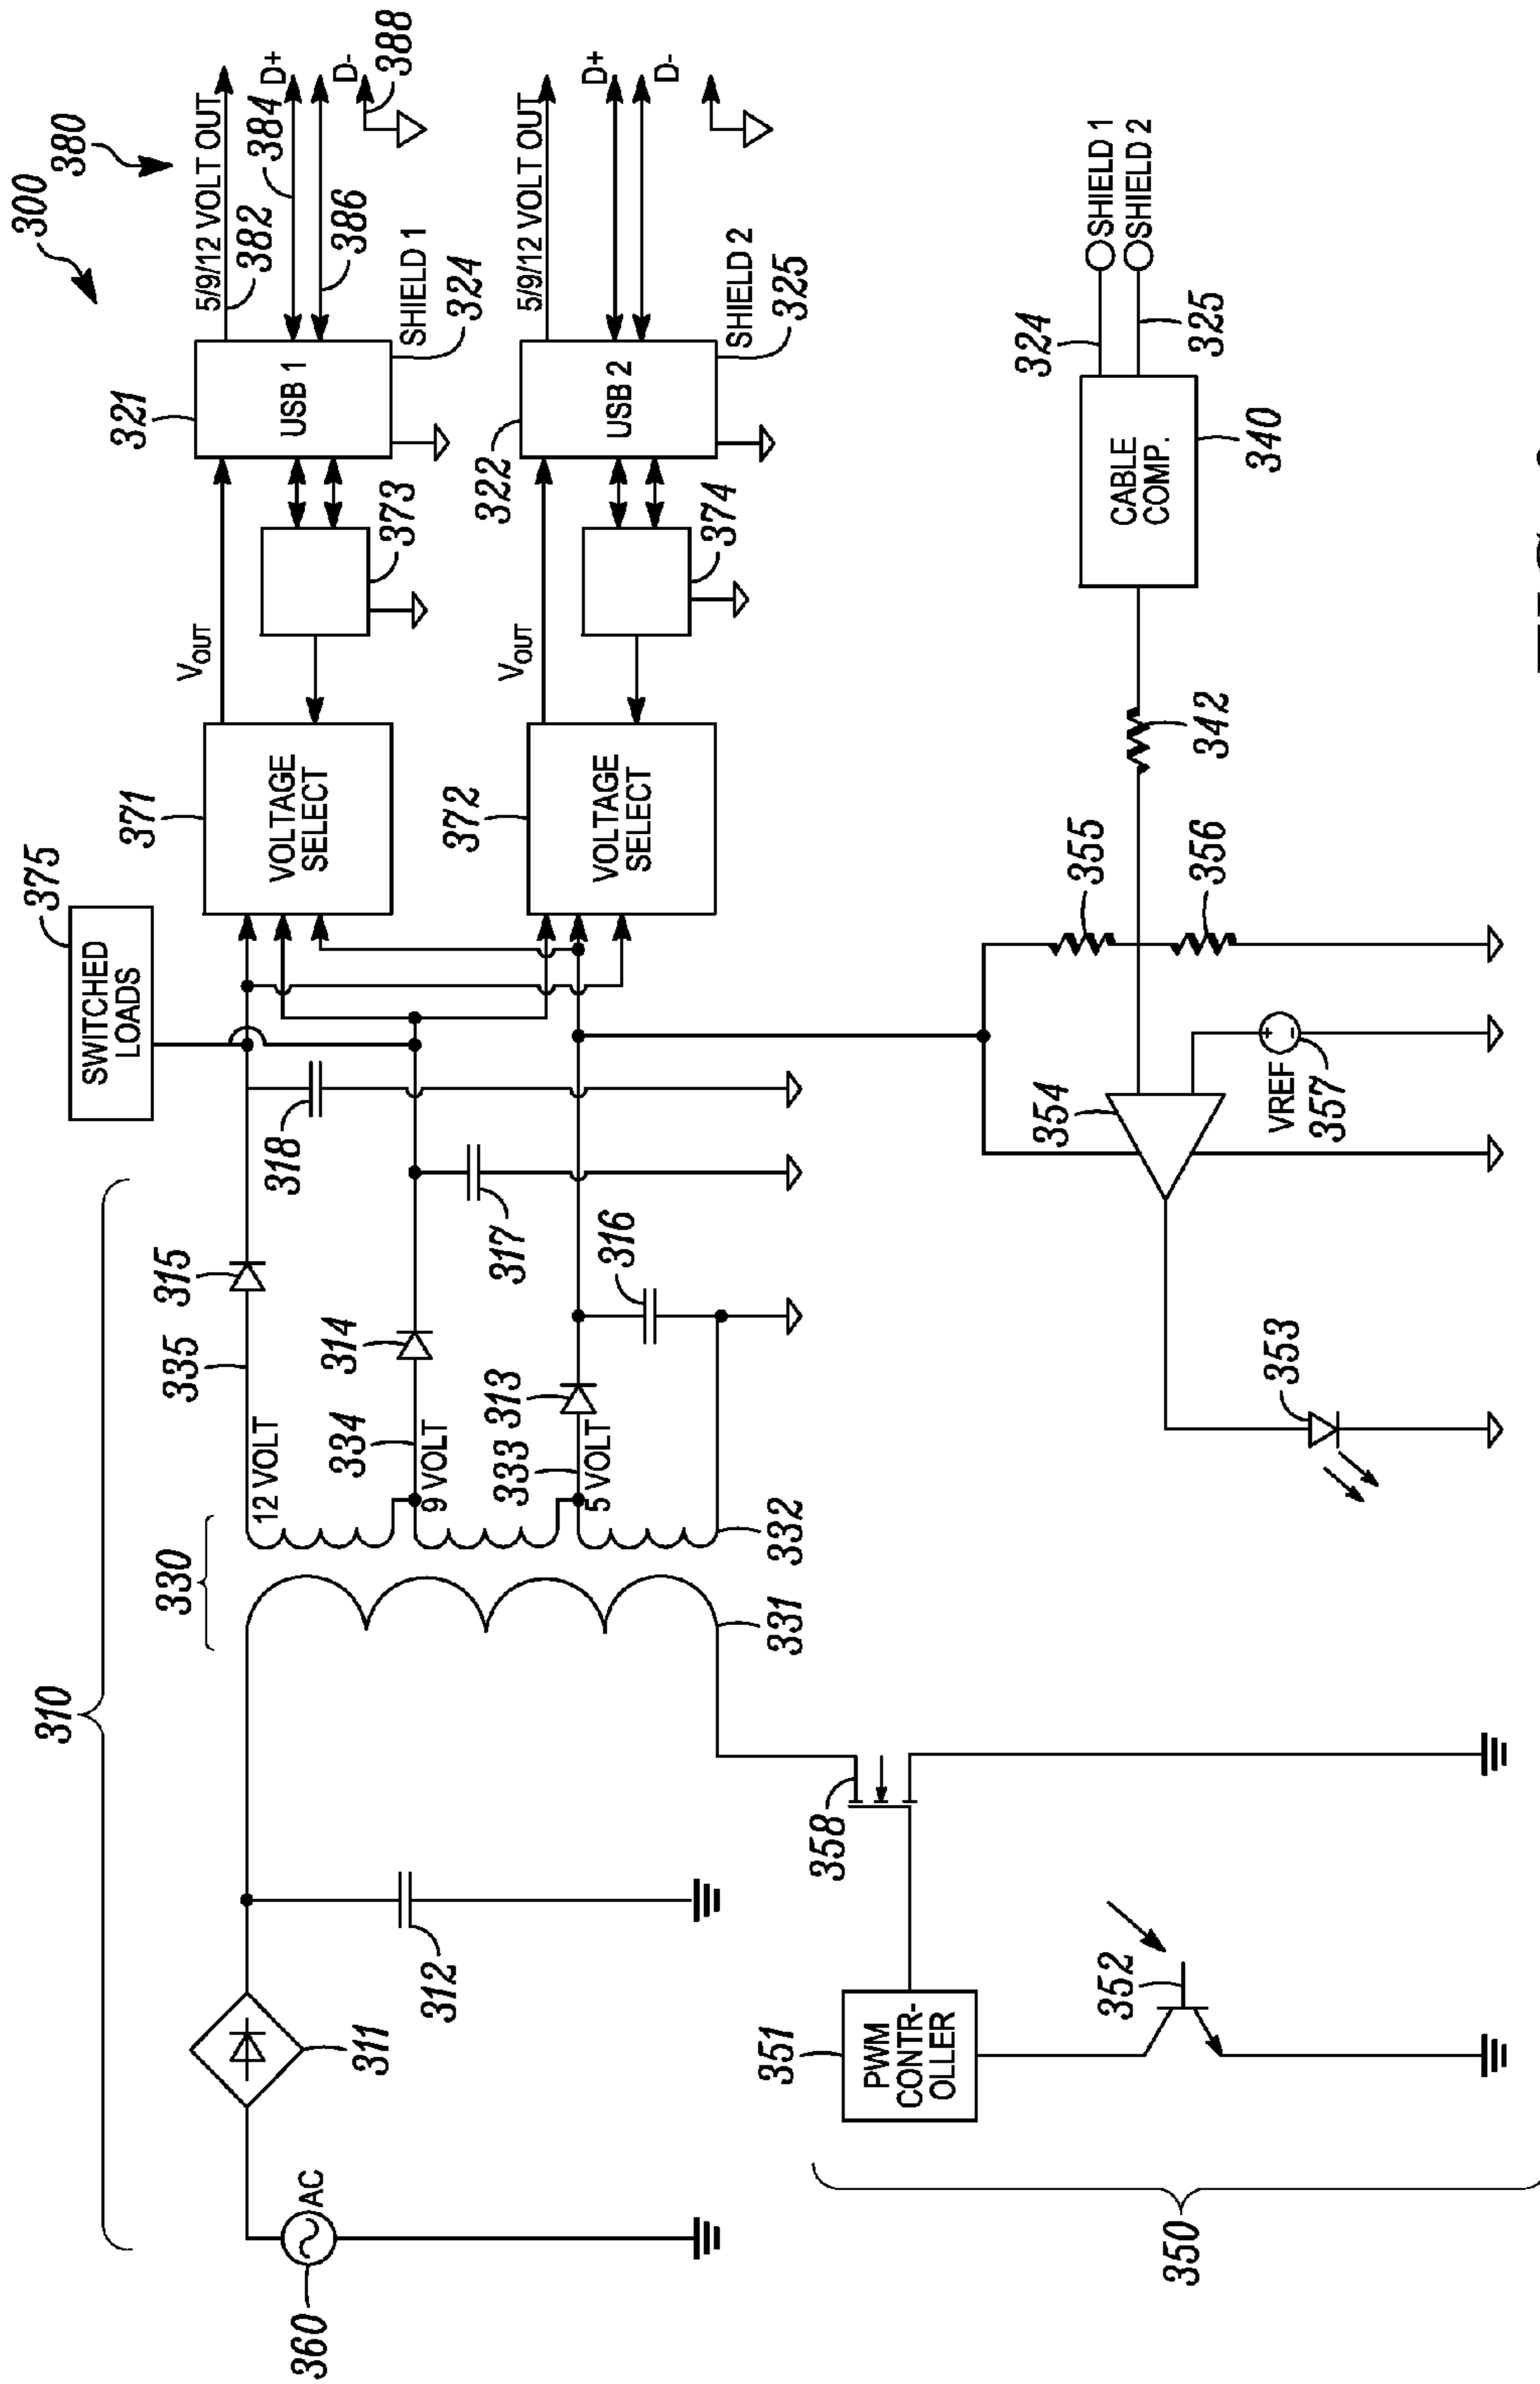 300
380
310
375
SWITCHED
LOADS
371
VOLTAGE
SELECT
VOUT
321
USB 1
5/9/12 VOLT OUT
382
384
D+
386
D-
388
SHIELD 1
324
373
372
VOLTAGE
SELECT
VOUT
322
USB 2
5/9/12 VOLT OUT
D+
D-
SHIELD 2
325
374
360
AC
311
312
330
331
332
12 VOLT
335
315
318
334
9 VOLT
314
317
333
5 VOLT
313
316
350
351
PWM
CONTR-
OLLER
352
358
353
354
VREF
357
355
356
342
CABLE
COMP.
340
324
325
SHIELD 1
SHIELD 2